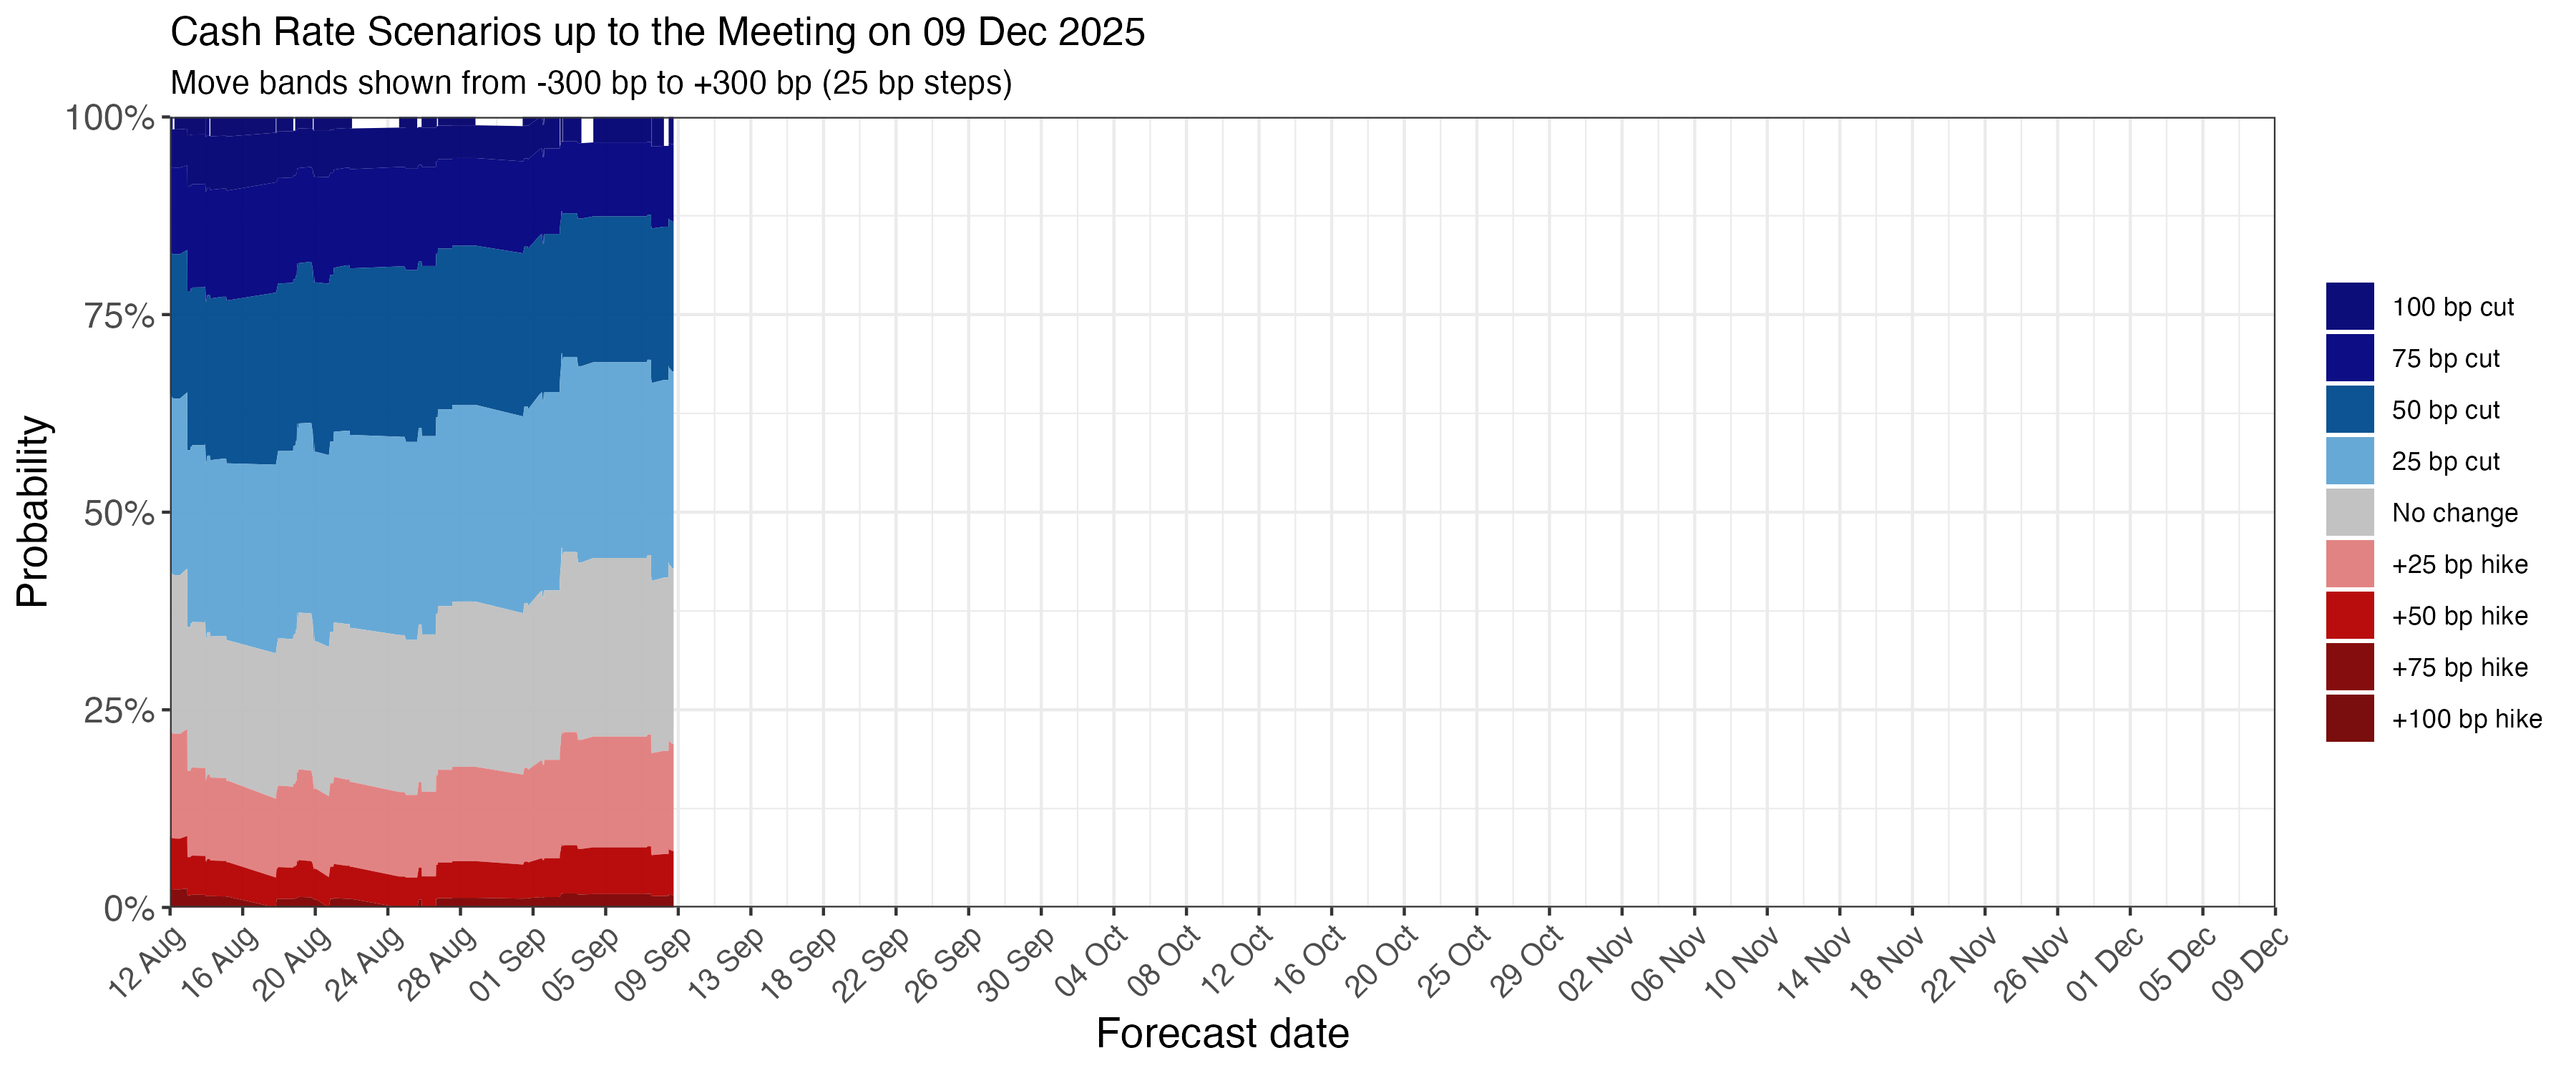 Cash Rate Scenarios up to the Meeting on 09 Dec 2025
Move bands shown from -300 bp to +300 bp (25 bp steps)
Probability
100%
75%
50%
25%
0%
12 Aug
16 Aug
20 Aug
24 Aug
28 Aug
01 Sep
05 Sep
09 Sep
13 Sep
18 Sep
22 Sep
26 Sep
30 Sep
04 Oct
08 Oct
12 Oct
16 Oct
20 Oct
25 Oct
29 Oct
02 Nov
06 Nov
10 Nov
14 Nov
18 Nov
22 Nov
26 Nov
01 Dec
05 Dec
09 Dec
Forecast date
100 bp cut
75 bp cut
50 bp cut
25 bp cut
No change
+25 bp hike
+50 bp hike
+75 bp hike
+100 bp hike